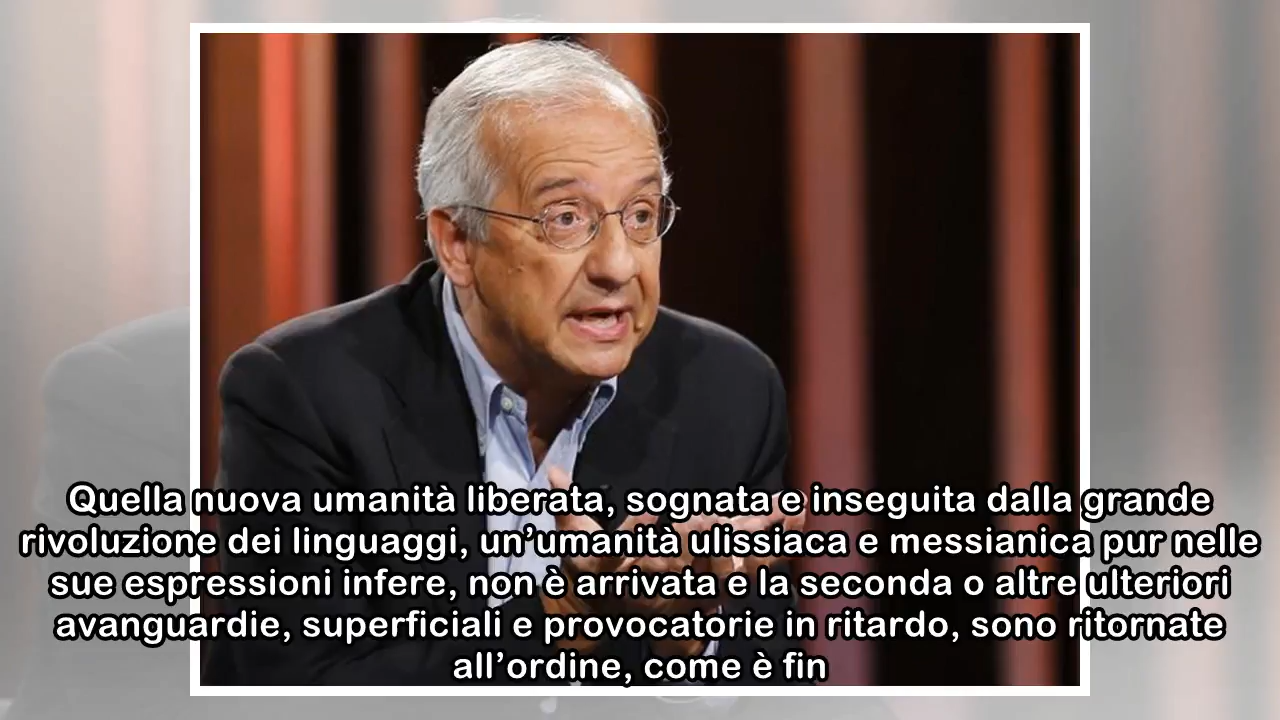 Quella nuova umanità liberata, sognata e inseguita dalla grande
rivoluzione dei linguaggi, un’umanità ulissiaca e messianica pur nelle
sue espressioni infere, non è arrivata e la seconda o altre ulteriori
avanguardie, superficiali e provocatorie in ritardo, sono ritornate
all’ordine, come è fin